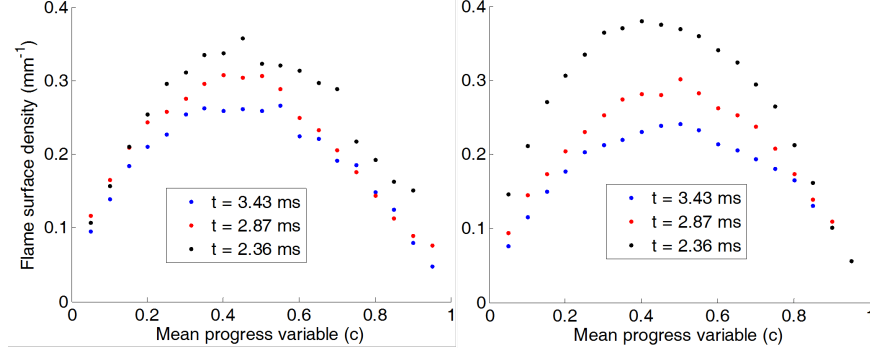 0.4
0.3
0.2
0.1
0
Flame surface density (mm⁻¹)
t = 3.43 ms
t = 2.87 ms
t = 2.36 ms
0 0.2 0.4 0.6 0.8 1
Mean progress variable (c)
0.4
0.3
0.2
0.1
0
t = 3.43 ms
t = 2.87 ms
t = 2.36 ms
0 0.2 0.4 0.6 0.8 1
Mean progress variable (c)